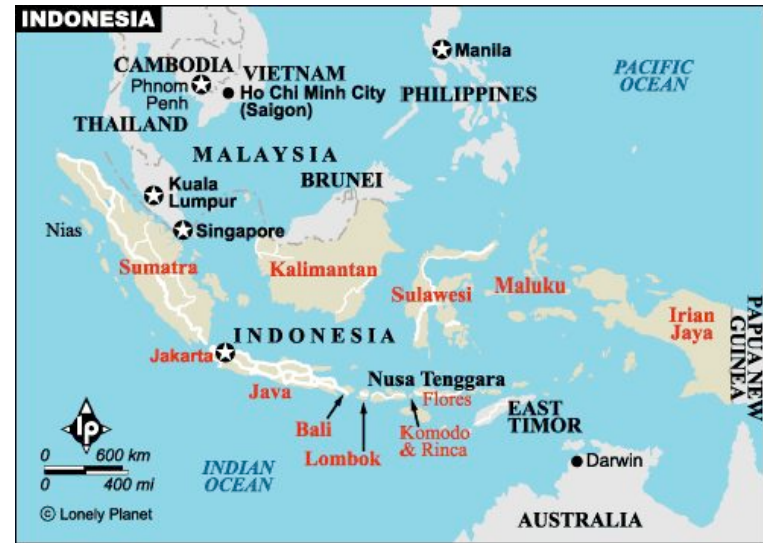 INDONESIA
CAMBODIA
Phnom
Penh
VIETNAM
Ho Chi Minh City
(Saigon)
THAILAND
Manila
PHILIPPINES
PACIFIC
OCEAN
MALAYSIA
BRUNEI
Kuala
Lumpur
Nias
Singapore
Sumatra
Kalimantan
Sulawesi
Maluku
Irian
Jaya
PAPUA NEW
GUINEA
INDONESIA
Jakarta
Java
Nusa Tenggara
Flores
Bali
Lombok
Komodo
& Rinca
EAST
TIMOR
lp
0 600 km
0 400 mi
INDIAN
OCEAN
Darwin
© Lonely Planet
AUSTRALIA